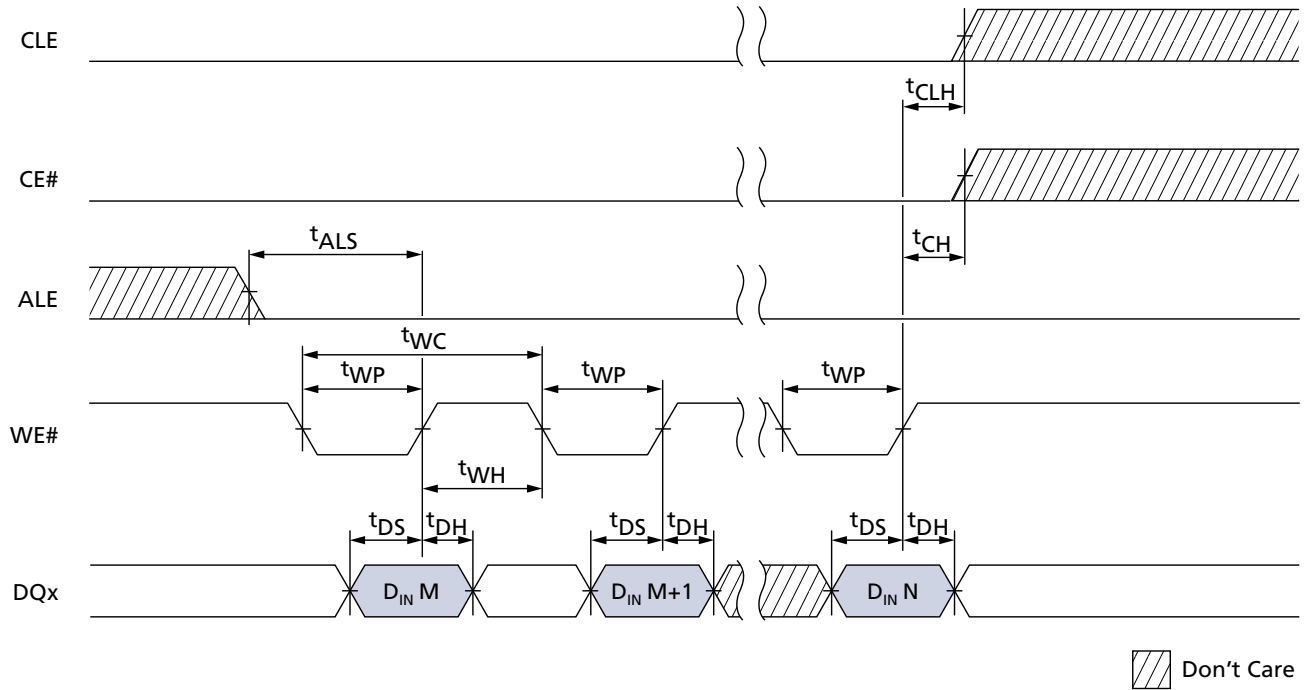 CLE
tCLH
CE#
tALS
tCH
ALE
tWC
tWP
tWP
tWP
WE#
tWH
tDS
tDH
tDS
tDH
tDS
tDH
DQx
DIN M
DIN M+1
DIN N
Don't Care